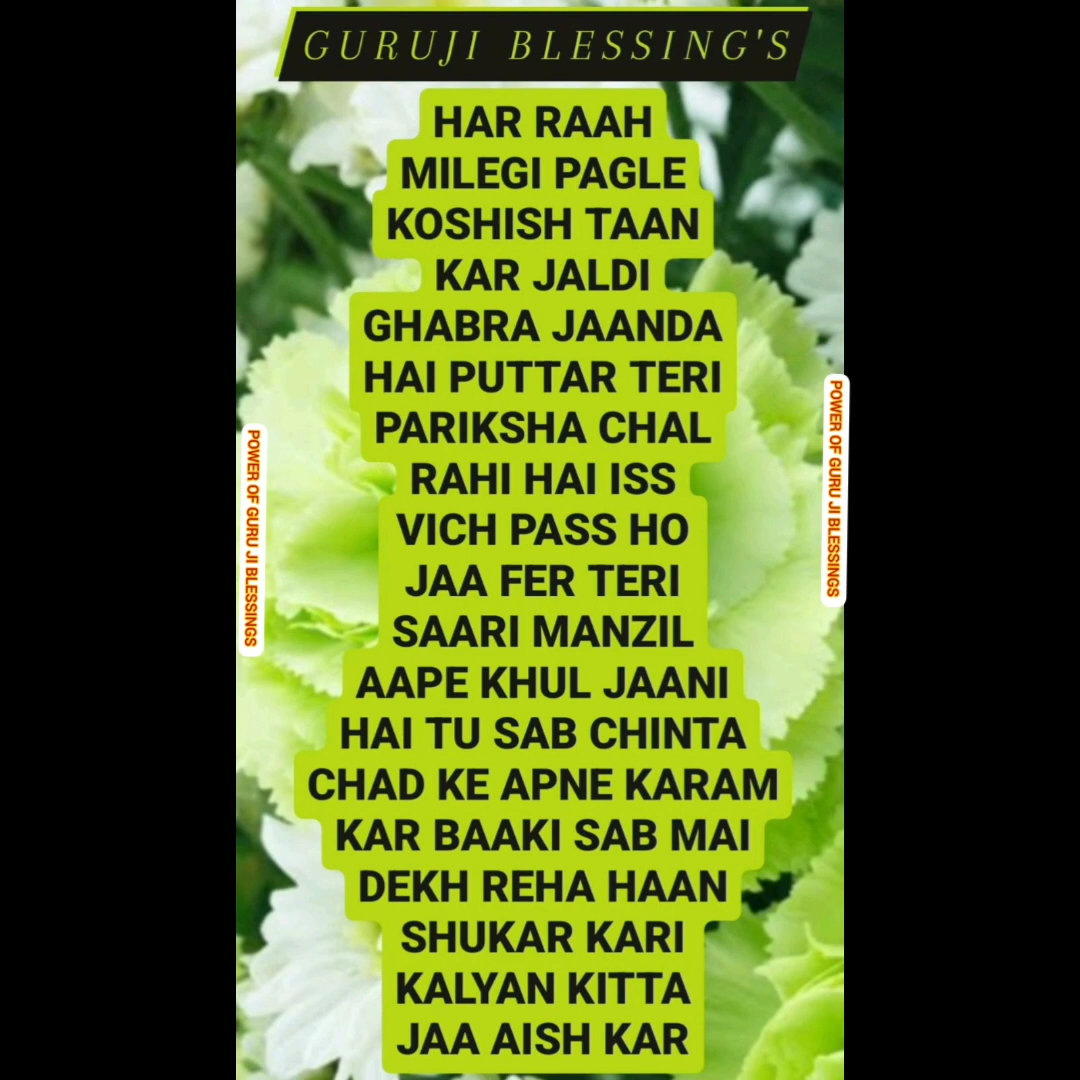 GURUJI BLESSING'S
HAR RAAH
MILEGI PAGLE
KOSHISH TAAN
KAR JALDI
GHABRA JAANDA
HAI PUTTAR TERI
PARIKSHA CHAL
RAHI HAI ISS
VICH PASS HO
JAA FER TERI
SAARI MANZIL
AAPE KHUL JAANI
HAI TU SAB CHINTA
CHAD KE APNE KARAM
KAR BAAKI SAB MAI
DEKH REHA HAAN
SHUKAR KARI
KALYAN KITTA
JAA AISH KAR
POWER OF GURU JI BLESSINGS
POWER OF GURU JI BLESSINGS